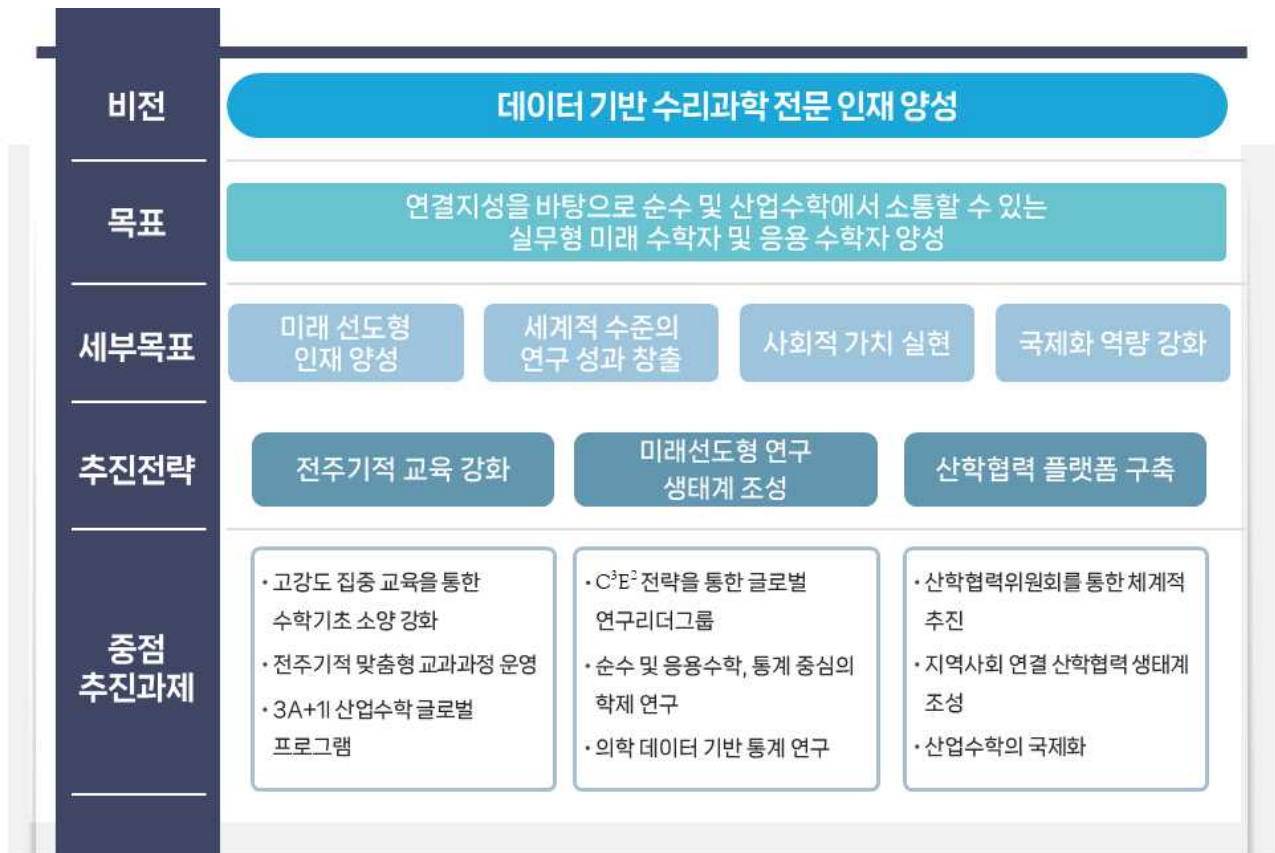 비전
데이터 기반 수리과학 전문 인재 양성
목표
연결지성을 바탕으로 순수 및 산업수학에서 소통할 수 있는
실무형 미래 수학자 및 응용 수학자 양성
세부목표
미래 선도형
인재 양성
세계적 수준의
연구 성과 창출
사회적 가치 실현
국제화 역량 강화
추진전략
전주기적 교육 강화
미래선도형 연구
생태계 조성
산학협력 플랫폼 구축
중점
추진과제
· 고강도 집중 교육을 통한
수학기초 소양 강화
· 전주기적 맞춤형 교과과정 운영
· 3A+1I 산업수학 글로벌
프로그램
· C³E² 전략을 통한 글로벌
연구리더그룹
· 순수 및 응용수학, 통계 중심의
학제 연구
· 의학 데이터 기반 통계 연구
· 산학협력위원회를 통한 체계적
추진
· 지역사회 연결 산학협력 생태계
조성
· 산업수학의 국제화